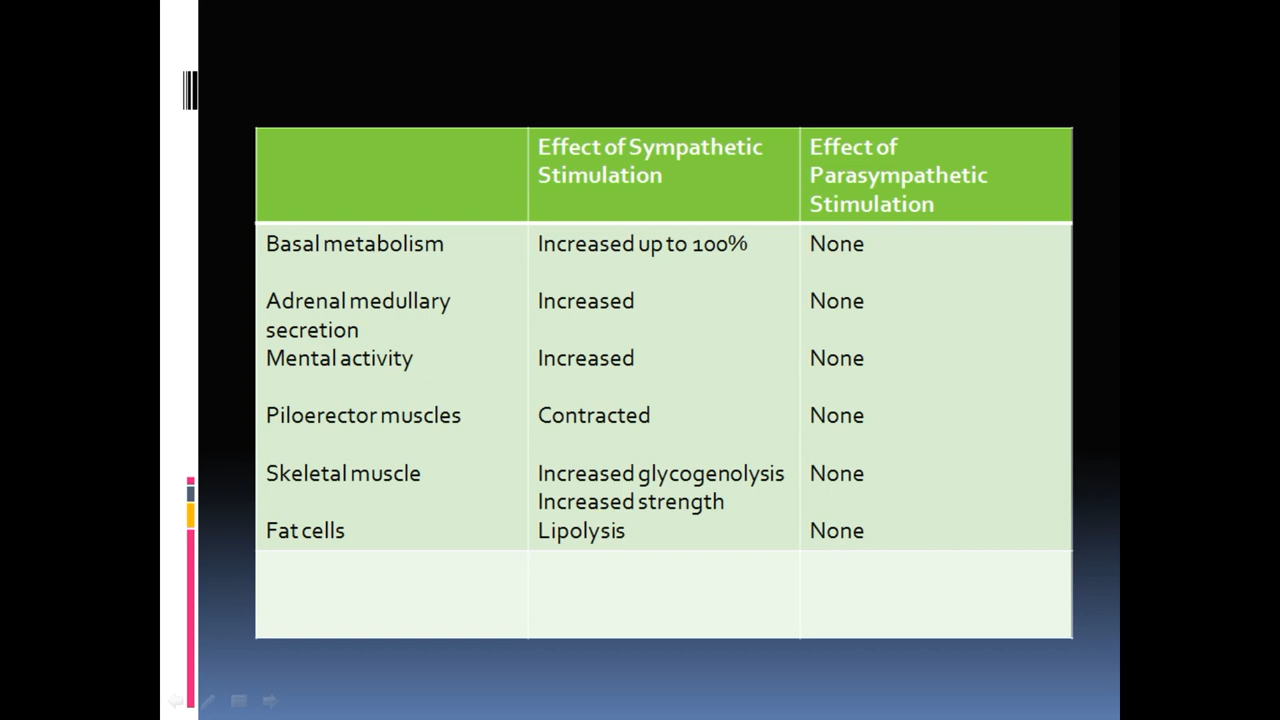 Effect of Sympathetic
Stimulation
Effect of
Parasympathetic
Stimulation
Basal metabolism
Increased up to 100%
None
Adrenal medullary
secretion
Increased
None
Mental activity
Increased
None
Piloerector muscles
Contracted
None
Skeletal muscle
Increased glycogenolysis
Increased strength
None
Fat cells
Lipolysis
None